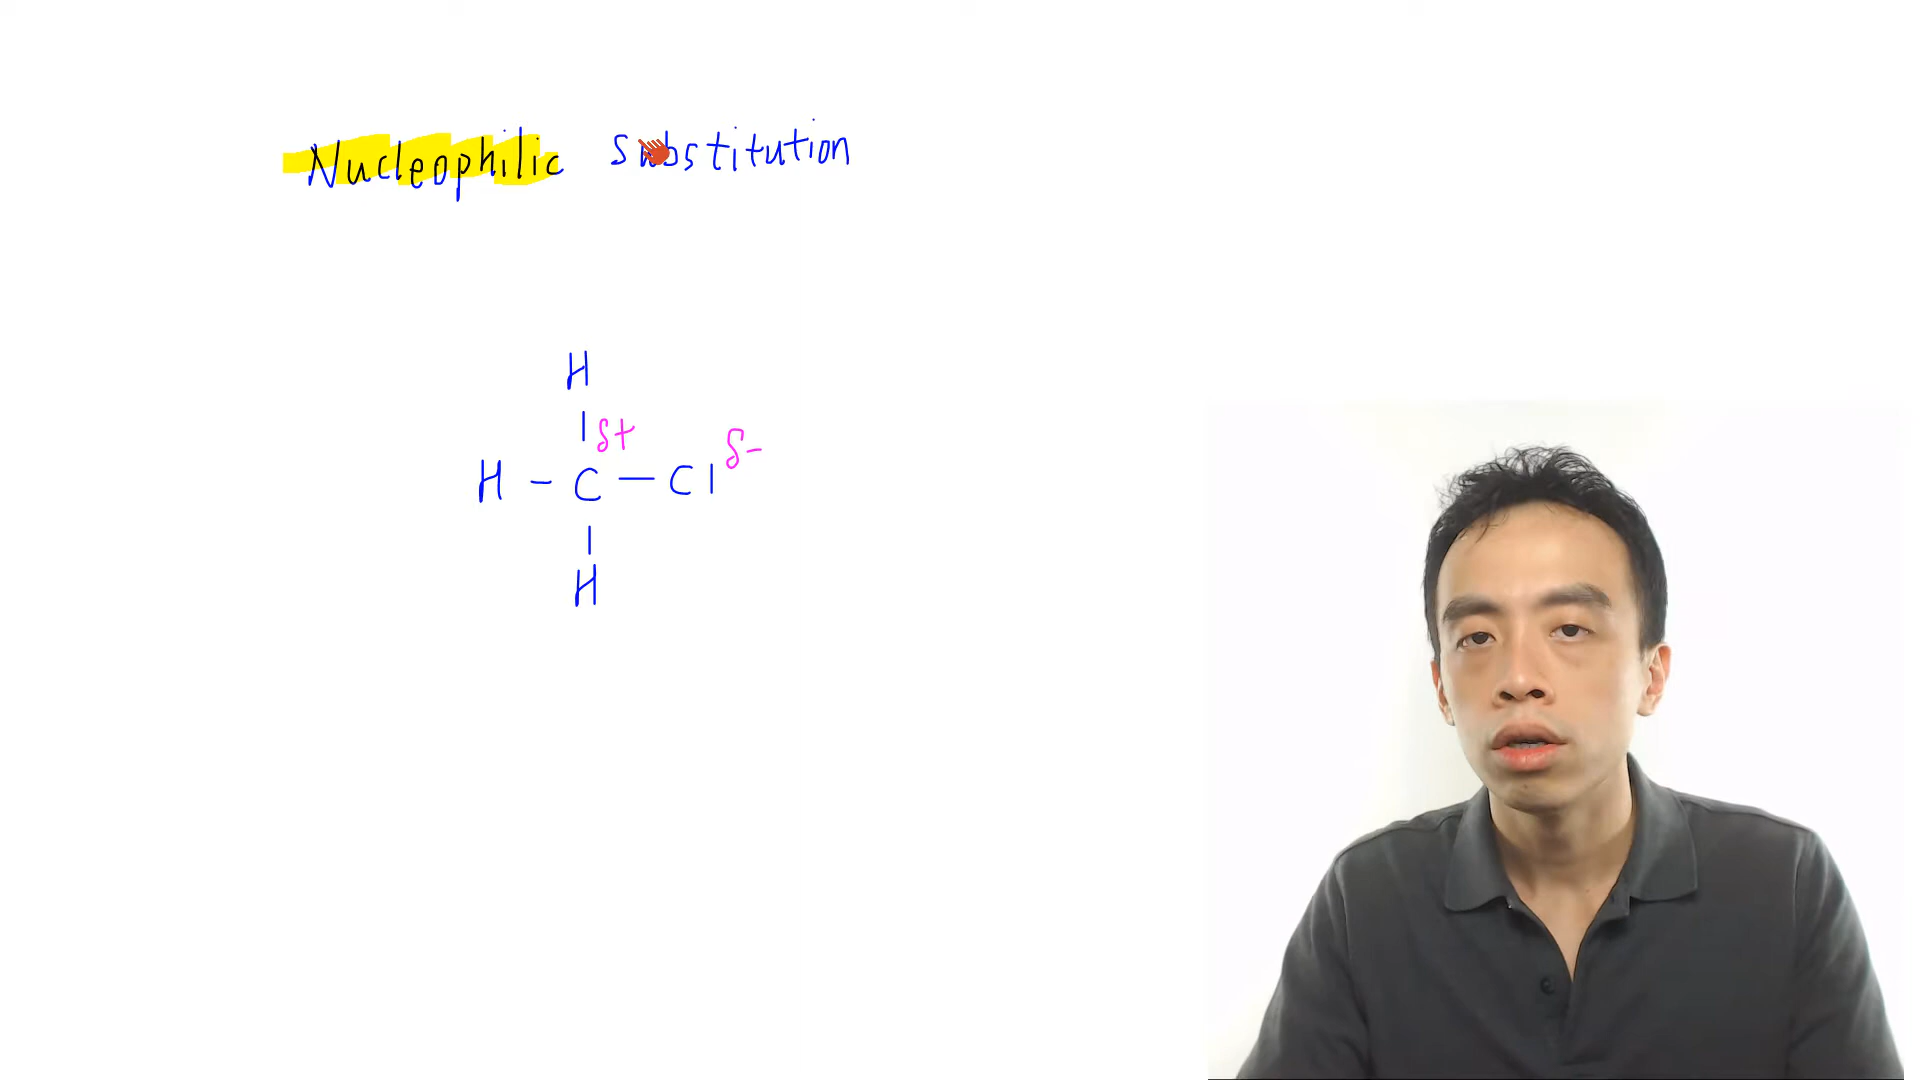 Nucleophilic substitution
H
| δ+ δ-
H - C - Cl
|
H